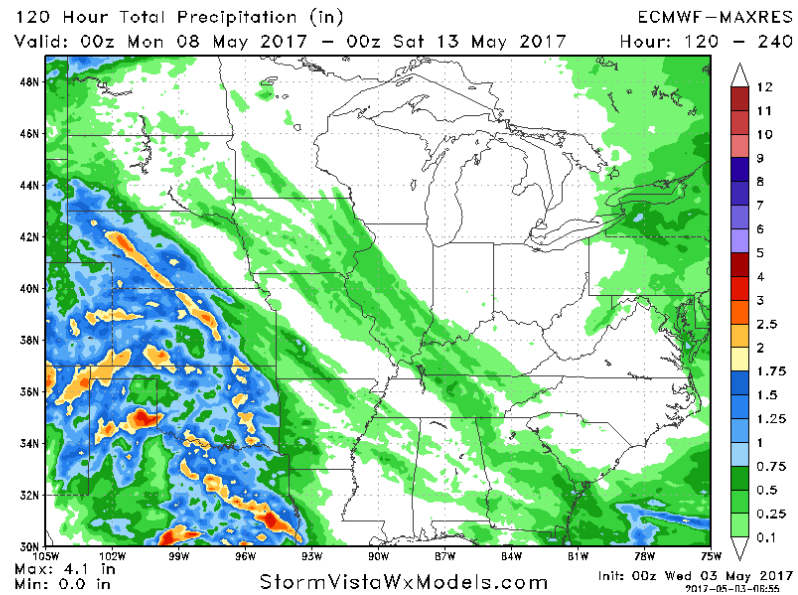 120 Hour Total Precipitation (in) ECMWF-MAXRES
Valid: 00z Mon 08 May 2017 - 00z Sat 13 May 2017 Hour: 120 - 240
48N
46N
44N
42N
40N
38N
36N
34N
32N
30N
105W 102W 99W 96W 93W 90W 87W 84W 81W 78W 75W
12
11
10
9
8
7
6
5
4
3
2.5
2
1.75
1.5
1.25
1
0.75
0.5
0.25
0.1
Max: 4.1 in
Min: 0.0 in
StormVistaWxModels.com
Init: 00z Wed 03 May 2017
2017-05-03-06:55